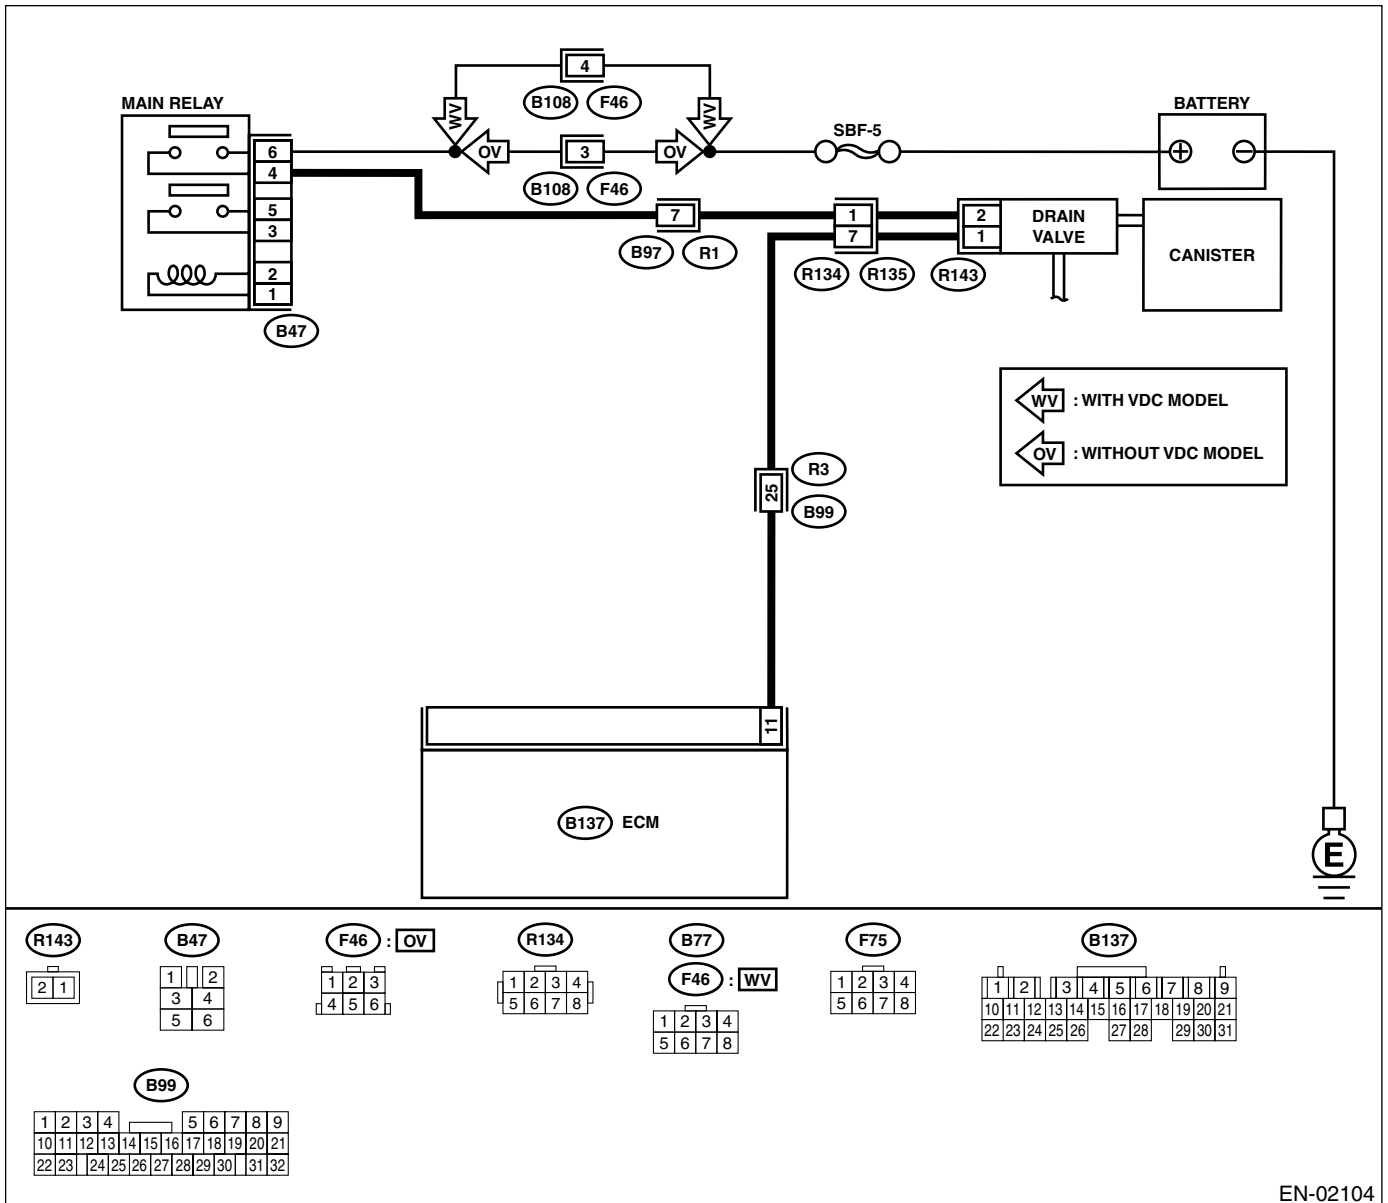 4
B108 F46
MAIN RELAY
WV
WV
BATTERY
SBF-5
6
OV
3
OV
4
B108 F46
5
3
7
1
7
2
1
DRAIN
VALVE
CANISTER
B97 R1
R134 R135 R143
2
1
B47
WV : WITH VDC MODEL
OV : WITHOUT VDC MODEL
R3
25
B99
11
B137 ECM
E
R143
2 1
B47
1 2
3 4
5 6
F46 : OV
1 2 3
4 5 6
R134
1 2 3 4
5 6 7 8
B77
F46 : WV
1 2 3 4
5 6 7 8
F75
1 2 3 4
5 6 7 8
B137
1 2 3 4 5 6 7 8 9
10 11 12 13 14 15 16 17 18 19 20 21
22 23 24 25 26 27 28 29 30 31
B99
1 2 3 4 5 6 7 8 9
10 11 12 13 14 15 16 17 18 19 20 21
22 23 24 25 26 27 28 29 30 31 32
EN-02104